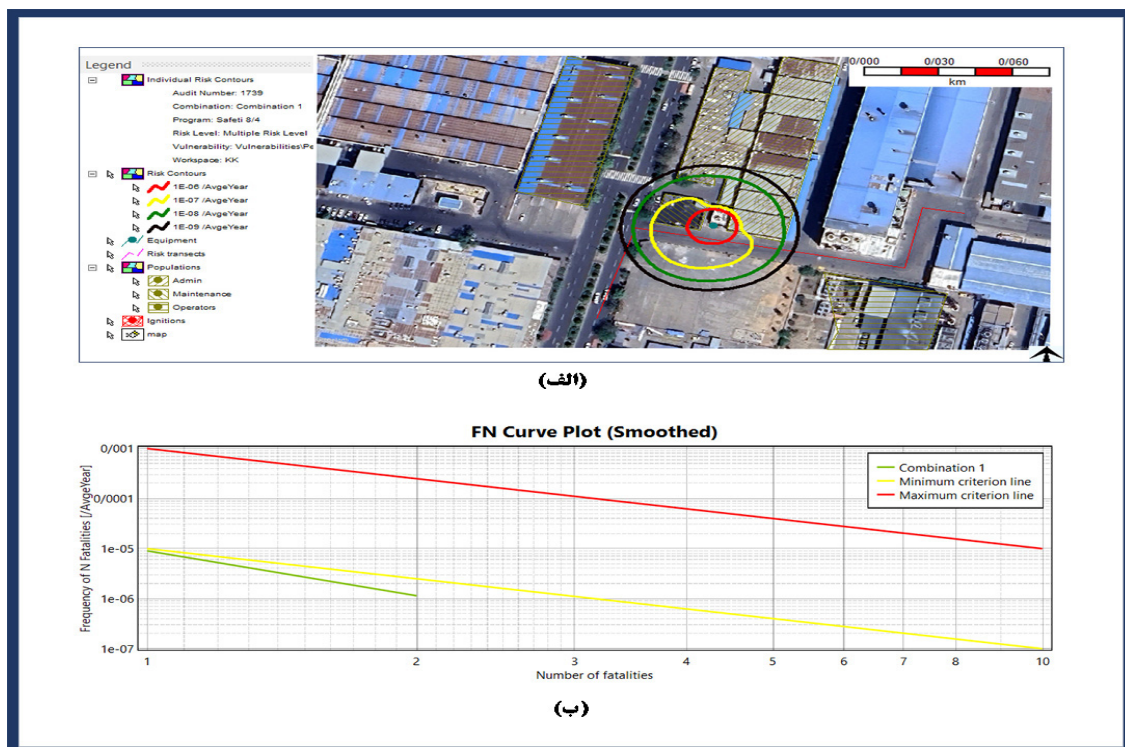 Legend
Individual Risk Contours
Audit Number: 1739
Combination: Combination 1
Program: Safeti 8/4
Risk Level: Multiple Risk Level
Vulnerability: Vulnerabilities\Pe
Workspace: KK
Risk Contours
1E-06 /AvgeYear
1E-07 /AvgeYear
1E-08 /AvgeYear
1E-09 /AvgeYear
Equipment
Risk transects
Populations
Admin
Maintenance
Operators
Ignitions
map
0/000 0/030 0/060
km
(الف)
FN Curve Plot (Smoothed)
Frequency of N Fatalities [/AvgeYear]
0/001
0/0001
1e-05
1e-06
1e-07
Combination 1
Minimum criterion line
Maximum criterion line
1 2 3 4 5 6 7 8 10
Number of fatalities
(ب)